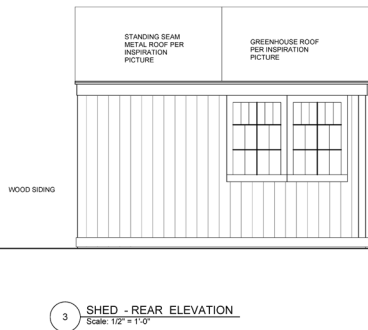 STANDING SEAM
METAL ROOF PER
INSPIRATION
PICTURE
GREENHOUSE ROOF
PER INSPIRATION
PICTURE
WOOD SIDING
3
SHED - REAR ELEVATION
Scale: 1/2" = 1'-0"